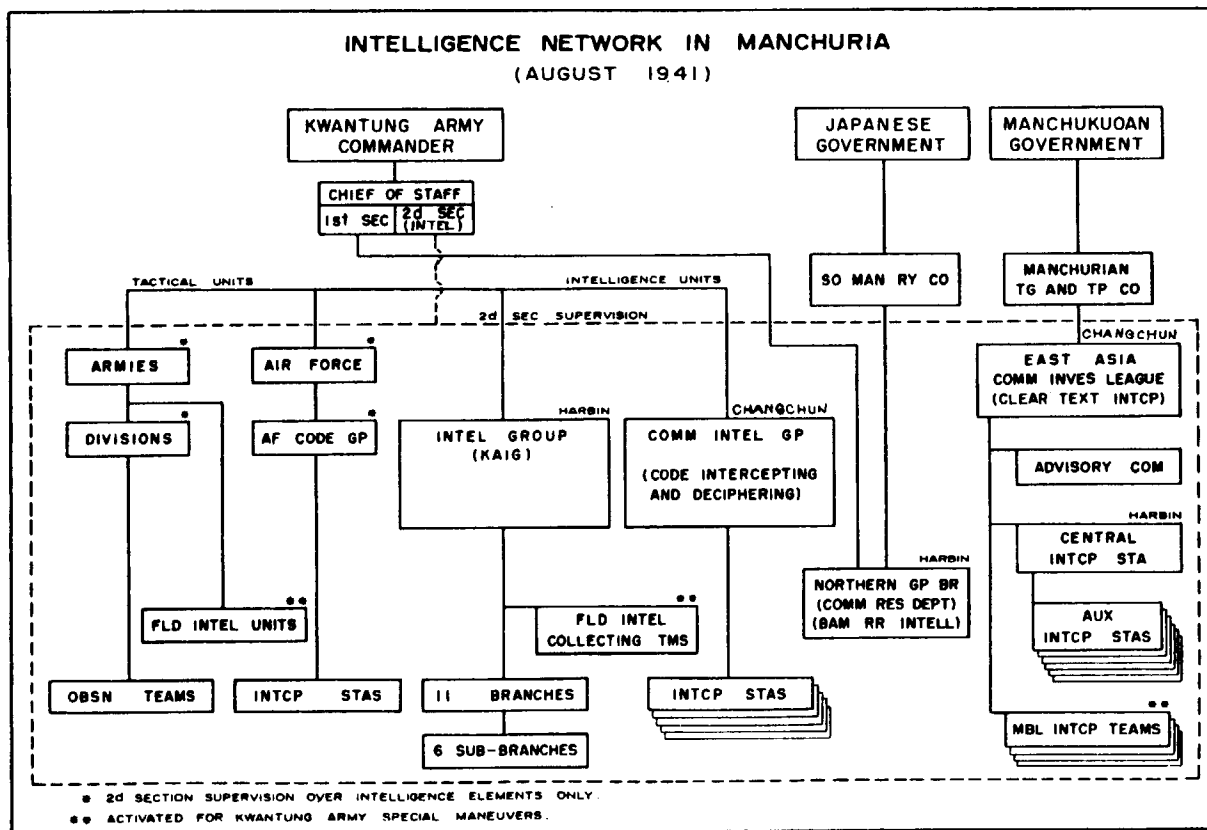 INTELLIGENCE NETWORK IN MANCHURIA
(AUGUST 1941)
KWANTUNG ARMY
COMMANDER
JAPANESE
GOVERNMENT
MANCHUKUOAN
GOVERNMENT
CHIEF OF STAFF
1st SEC
2d SEC
(INTEL)
SO MAN RY CO
MANCHURIAN
TG AND TP CO
TACTICAL UNITS
INTELLIGENCE UNITS
2d SEC SUPERVISION
*
ARMIES
*
AIR FORCE
CHANGCHUN
EAST ASIA
COMM INVES LEAGUE
(CLEAR TEXT INTCP)
*
DIVISIONS
*
AF CODE GP
HARBIN
INTEL GROUP
(KAIG)
CHANGCHUN
COMM INTEL GP
(CODE INTERCEPTING
AND DECIPHERING)
ADVISORY COM
HARBIN
CENTRAL
INTCP STA
HARBIN
NORTHERN GP BR
(COMM RES DEPT)
(BAM RR INTELL)
**
FLD INTEL UNITS
**
FLD INTEL
COLLECTING TMS
AUX
INTCP STAS
OBSN TEAMS
INTCP STAS
11 BRANCHES
INTCP STAS
**
MBL INTCP TEAMS
6 SUB-BRANCHES
* 2d SECTION SUPERVISION OVER INTELLIGENCE ELEMENTS ONLY.
** ACTIVATED FOR KWANTUNG ARMY SPECIAL MANEUVERS.